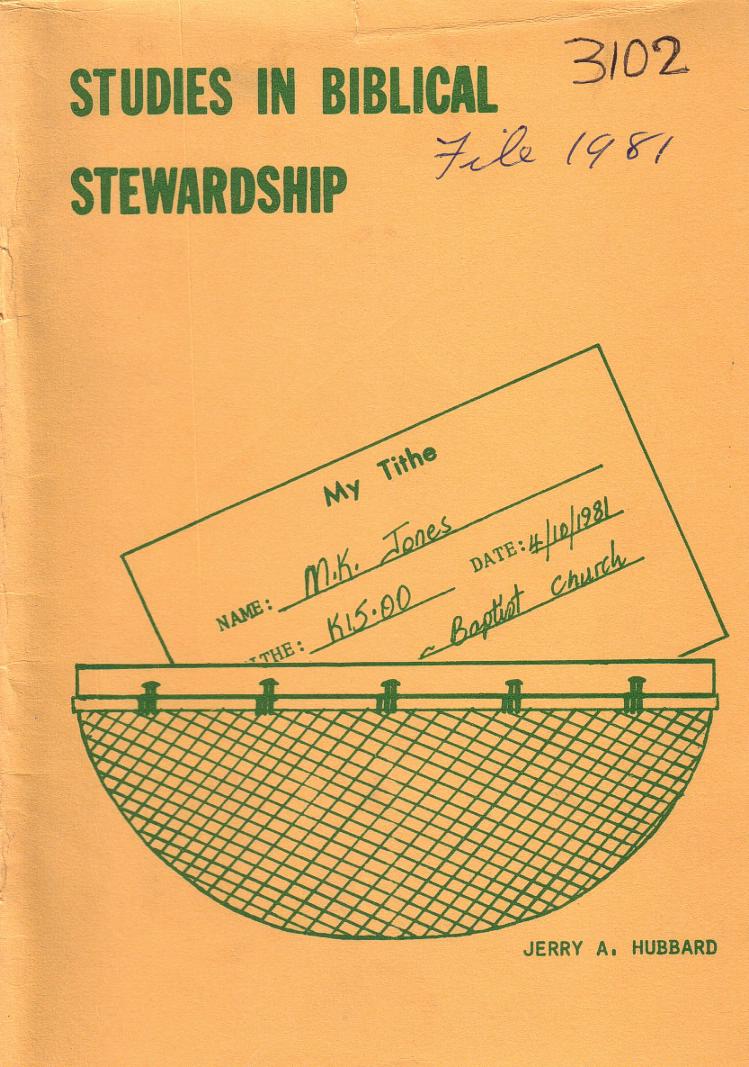 STUDIES IN BIBLICAL
3102
File 1981
STEWARDSHIP
My Tithe
NAME: M.K. Jones
ITHE: K15.00 DATE: 4/10/1981
Baptist Church
JERRY A. HUBBARD